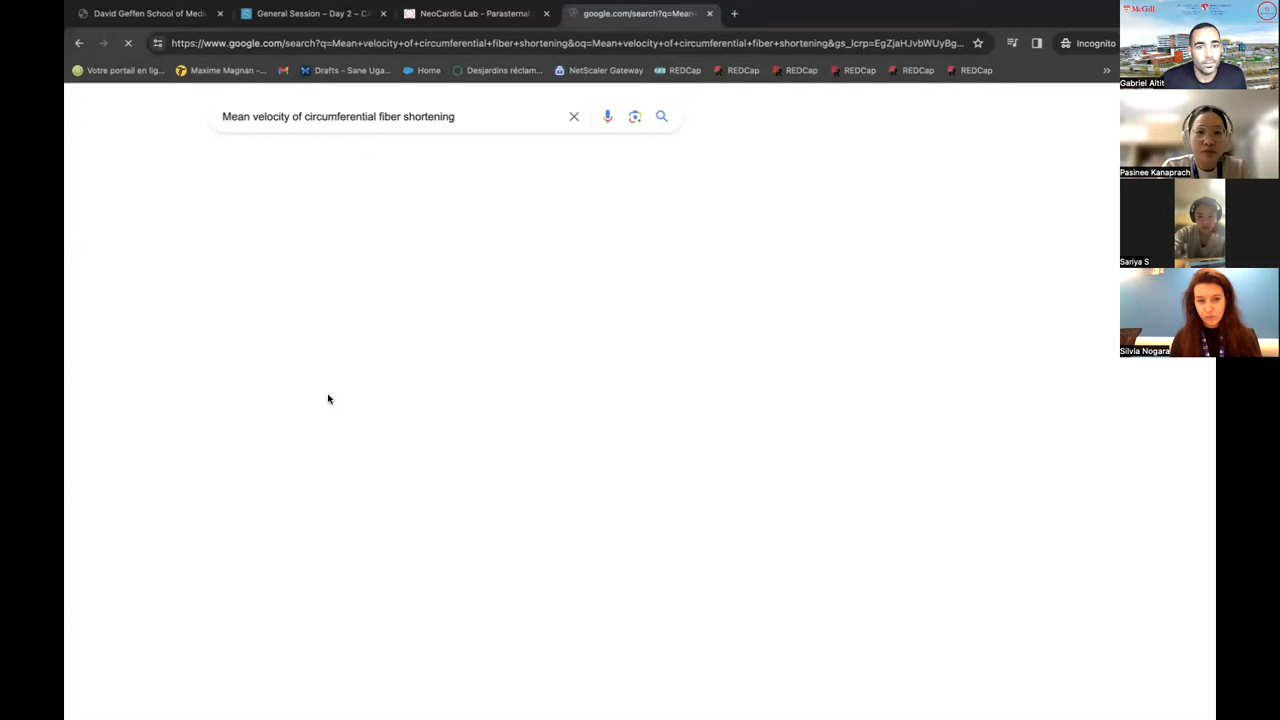 David Geffen School of Medi
General Session – Day 2 – C
NeoCardio Lab - Paraternal
google.com/search?q=Mean
https://www.google.com/search?q=Mean+velocity+of+circumferential+fiber+shortening&oq=Mean+velocity+of+circumferential+fiber+shortening&gs_lcrp=EgZja
Incognito
Votre portail en lig...
Maxime Magnan -...
Drafts - Sane Uga...
Home
Desjardins réclam...
NetScaler Gateway
REDCap
REDCap
REDCap
REDCap
REDCap
REDCap
Mean velocity of circumferential fiber shortening
McGill
Gabriel Altit
Pasinee Kanaprach
Sariya S
Silvia Nogara